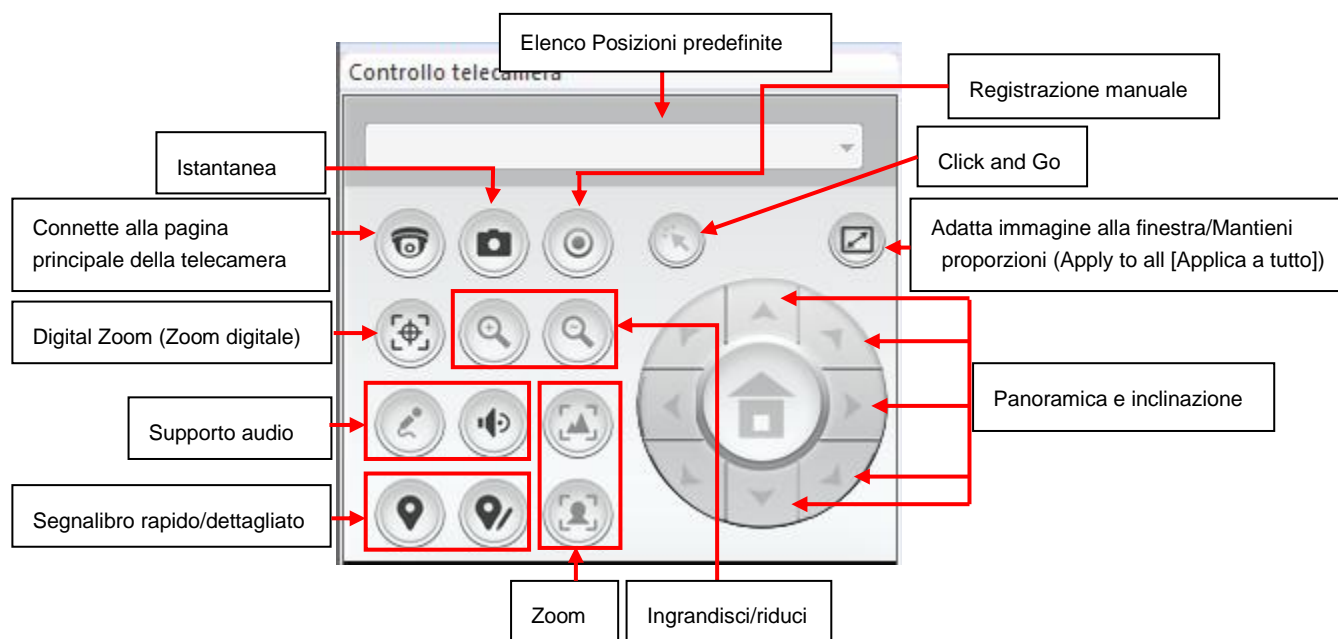 Elenco Posizioni predefinite
Controllo telecamera
Registrazione manuale
Istantanea
Click and Go
Connette alla pagina
principale della telecamera
Adatta immagine alla finestra/Mantieni
proporzioni (Apply to all [Applica a tutto])
Digital Zoom (Zoom digitale)
Panoramica e inclinazione
Supporto audio
Segnalibro rapido/dettagliato
Zoom
Ingrandisci/riduci